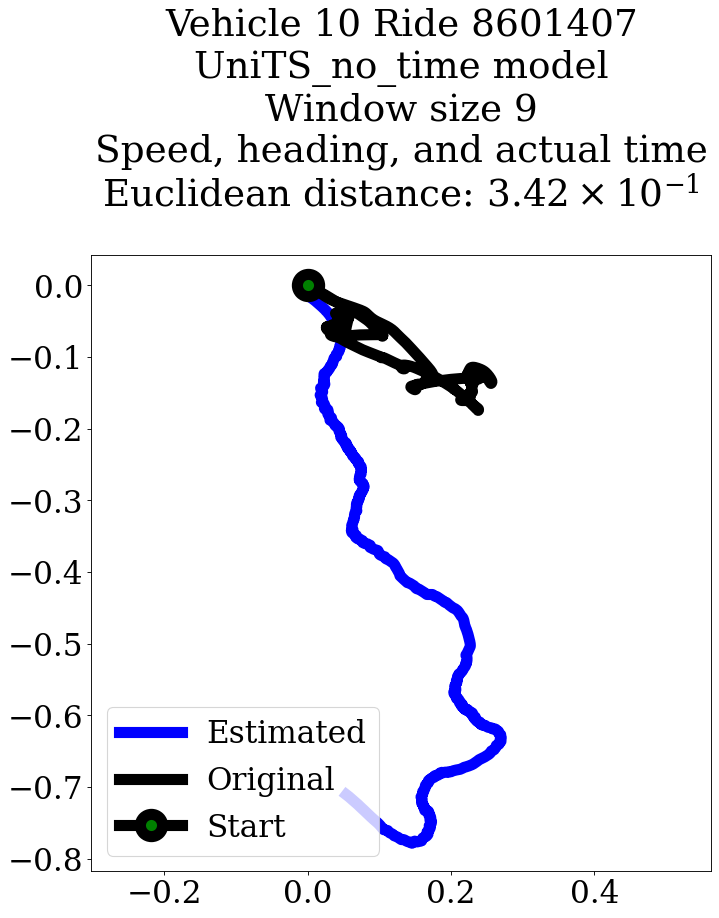 Vehicle 10 Ride 8601407
UniTS_no_time model
Window size 9
Speed, heading, and actual time
Euclidean distance: 3.42 × 10⁻¹
0.0
−0.1
−0.2
−0.3
−0.4
−0.5
−0.6
−0.7
−0.8
Estimated
Original
Start
−0.2 0.0 0.2 0.4